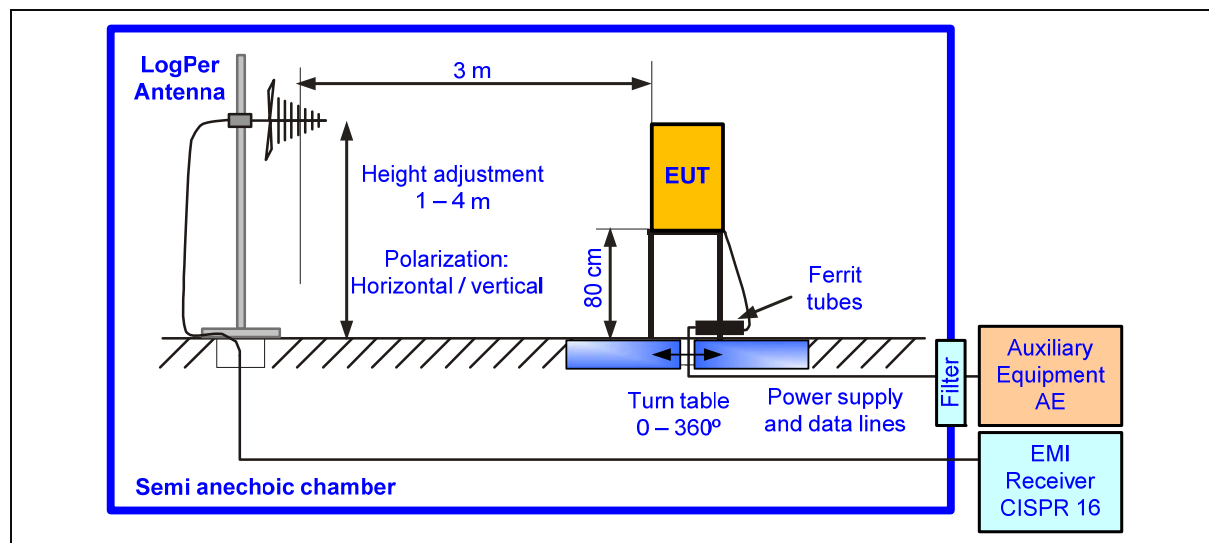 LogPer
Antenna
3 m
Height adjustment
1 – 4 m
Polarization:
Horizontal / vertical
EUT
80 cm
Ferrit
tubes
Turn table
0 – 360º
Power supply
and data lines
Filter
Auxiliary
Equipment
AE
EMI
Receiver
CISPR 16
Semi anechoic chamber